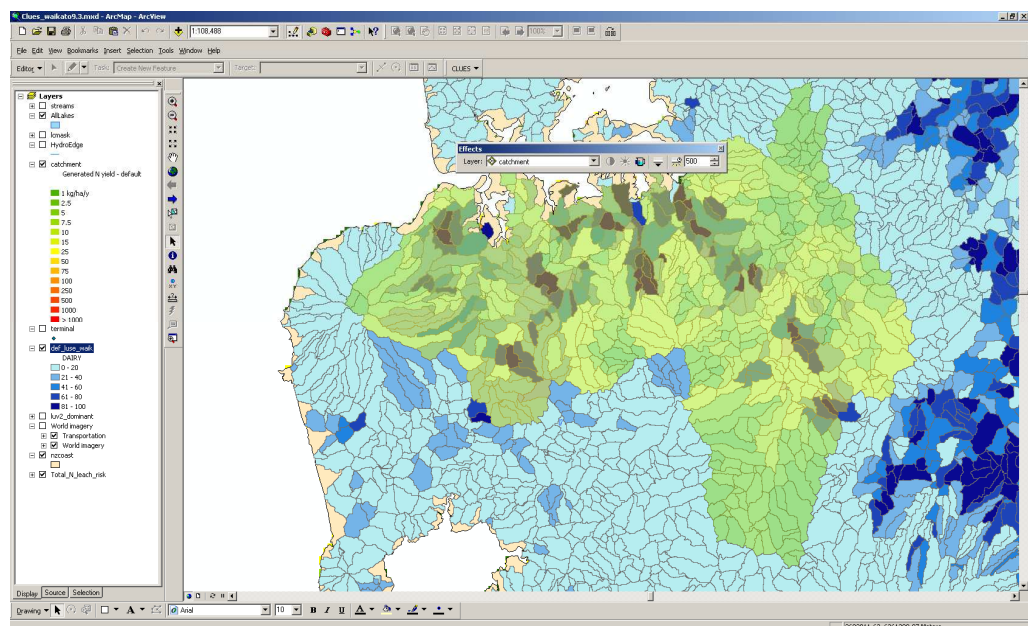 Clues_waikato9.3.mxd - ArcMap - ArcView
1:108,488
100%
File Edit View Bookmarks Insert Selection Tools Window Help
Editor Task: Create New Feature Target: CLUES
Layers
streams
AllLakes
lcmask
HydroEdge
catchment
Generated N yield - default
1 kg/ha/y
2.5
5
7.5
10
15
25
50
75
100
250
500
1000
> 1000
terminal
def_luse_waik
DAIRY
0 - 20
21 - 40
41 - 60
61 - 80
81 - 100
luv2_dominant
World imagery
Transportation
World imagery
nzcoast
Total_N_leach_risk
Effects
Layer: catchment 500
Display Source Selection
Drawing A Arial 10 B I U A